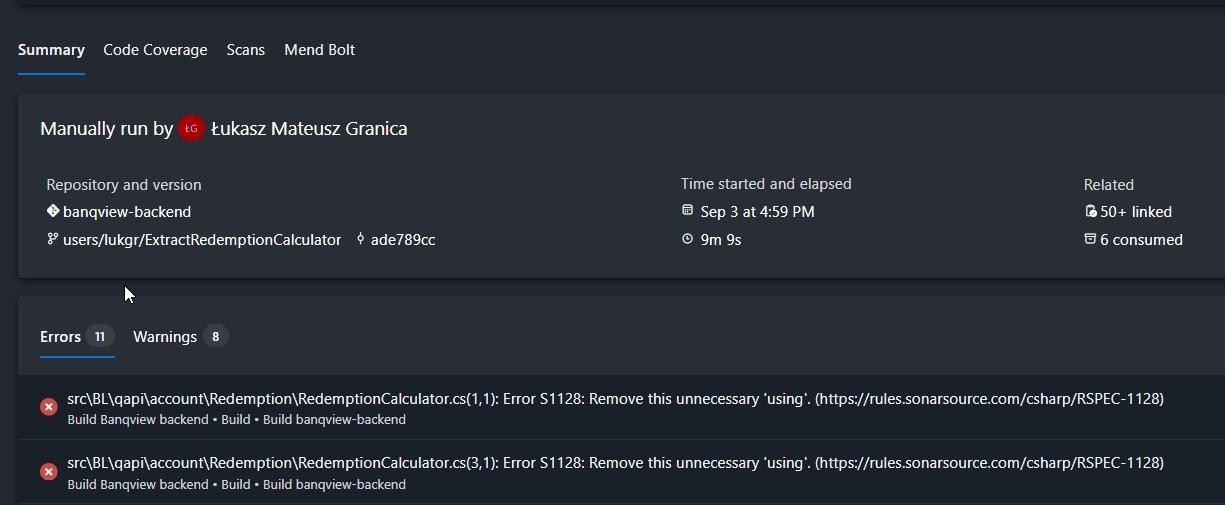 Summary Code Coverage Scans Mend Bolt
Manually run by ŁG Łukasz Mateusz Granica
Repository and version Time started and elapsed Related
banqview-backend Sep 3 at 4:59 PM 50+ linked
users/lukgr/ExtractRedemptionCalculator ade789cc 9m 9s 6 consumed
Errors 11 Warnings 8
src\BL\qapi\account\Redemption\RedemptionCalculator.cs(1,1): Error S1128: Remove this unnecessary 'using'. (https://rules.sonarsource.com/csharp/RSPEC-1128)
Build Banqview backend • Build • Build banqview-backend
src\BL\qapi\account\Redemption\RedemptionCalculator.cs(3,1): Error S1128: Remove this unnecessary 'using'. (https://rules.sonarsource.com/csharp/RSPEC-1128)
Build Banqview backend • Build • Build banqview-backend